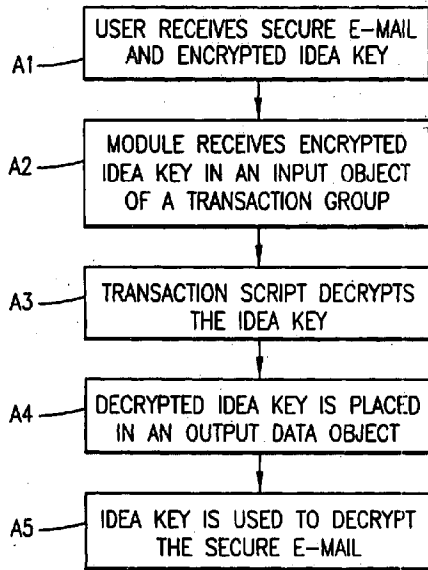 USER RECEIVES SECURE E-MAIL
AND ENCRYPTED IDEA KEY
A1
MODULE RECEIVES ENCRYPTED
IDEA KEY IN AN INPUT OBJECT
OF A TRANSACTION GROUP
A2
TRANSACTION SCRIPT DECRYPTS
THE IDEA KEY
A3
DECRYPTED IDEA KEY IS PLACED
IN AN OUTPUT DATA OBJECT
A4
IDEA KEY IS USED TO DECRYPT
THE SECURE E-MAIL
A5